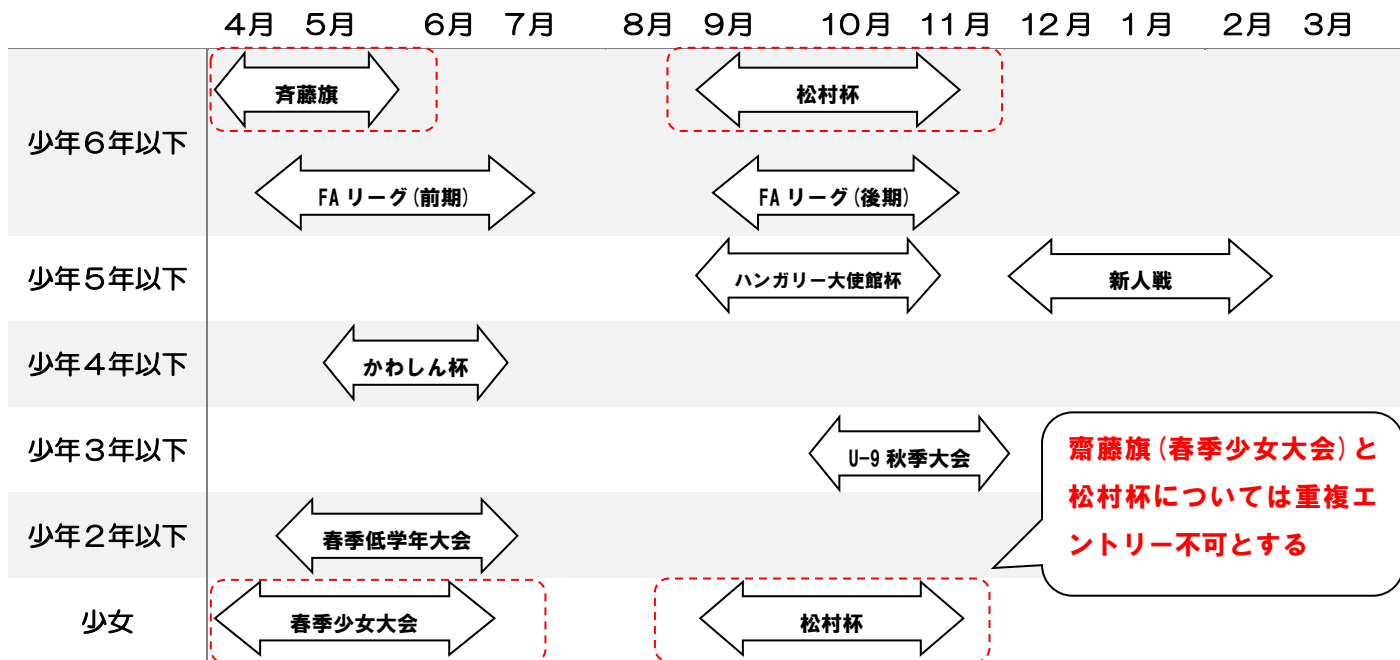 4月 5月 6月 7月 8月 9月 10月 11月 12月 1月 2月 3月
斉藤旗 松村杯
少年6年以下
FAリーグ(前期) FAリーグ(後期)
少年5年以下 ハンガリー大使館杯 新人戦
少年4年以下 かわしん杯
少年3年以下 U-9秋季大会
齋藤旗(春季少女大会)と
松村杯については重複エ
ントリー不可とする
少年2年以下 春季低学年大会
少女 春季少女大会 松村杯